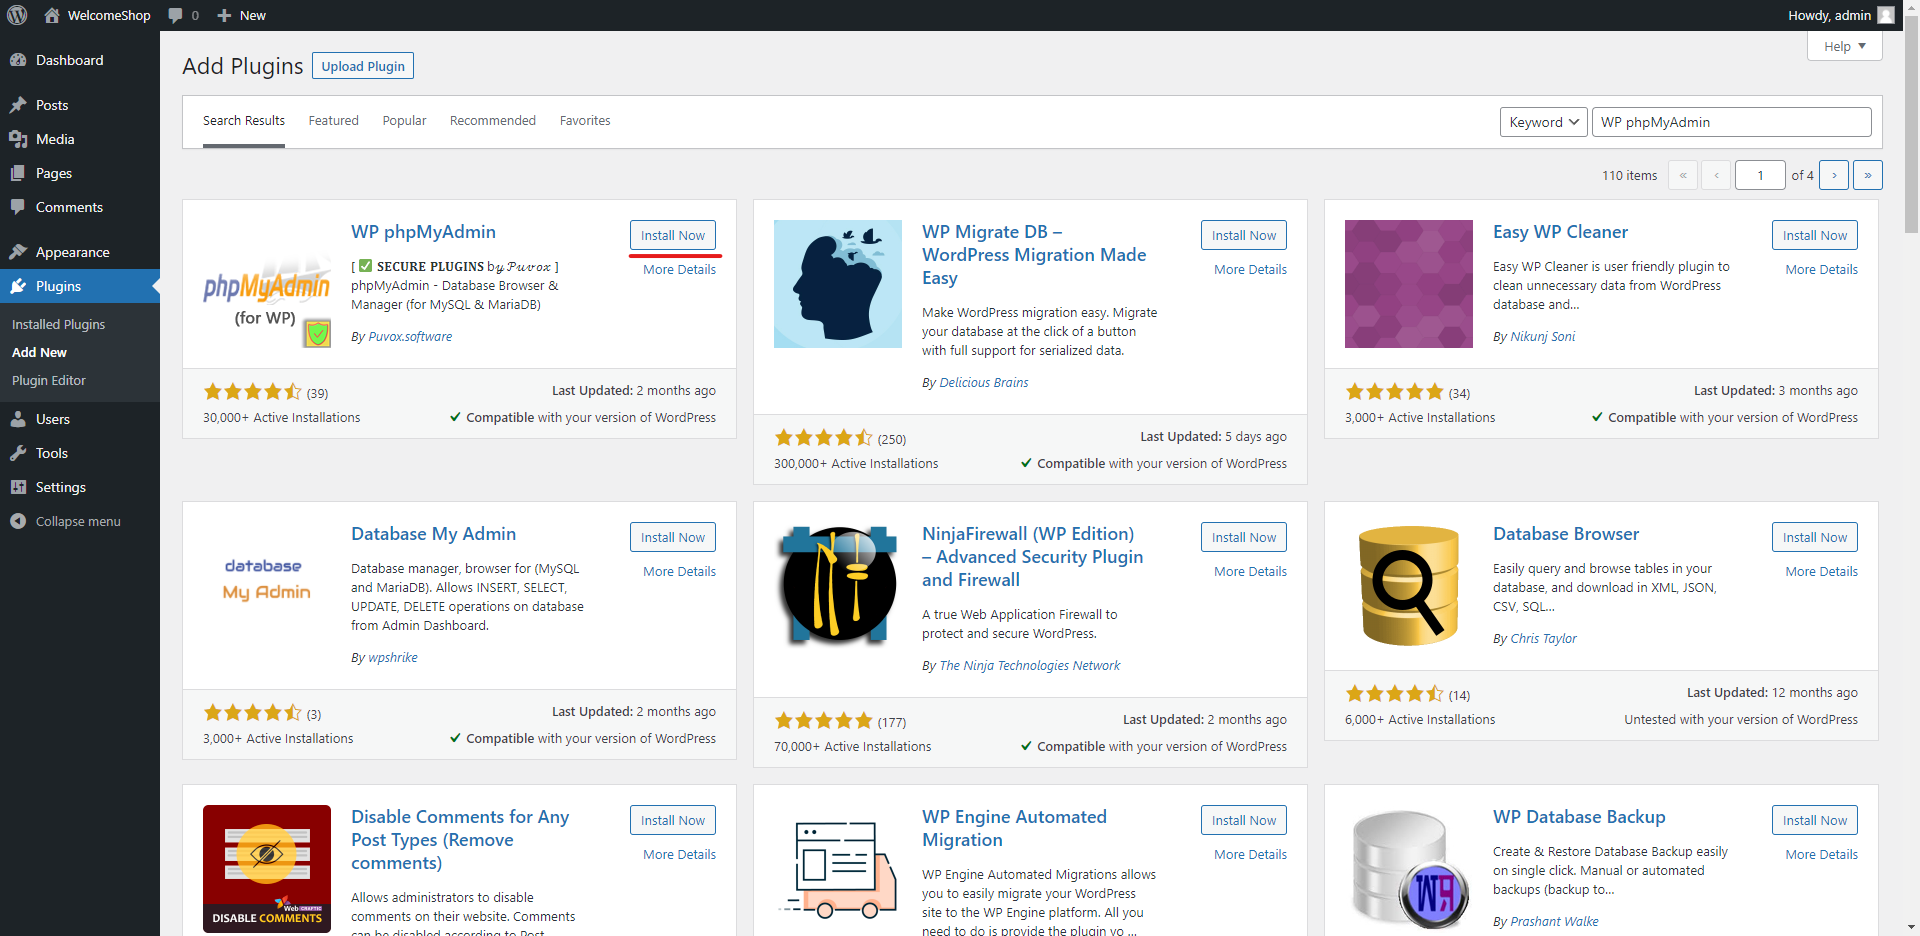 WelcomeShop
0
New
Howdy, admin
Dashboard
Posts
Media
Pages
Comments
Appearance
Plugins
Installed Plugins
Add New
Plugin Editor
Users
Tools
Settings
Collapse menu
Help
Add Plugins
Upload Plugin
Search Results Featured Popular Recommended Favorites
Keyword
WP phpMyAdmin
110 items « ‹ 1 of 4 › »
phpMyAdmin
(for WP)
WP phpMyAdmin
Install Now
More Details
[ ✅ SECURE PLUGINS by Puvox ]
phpMyAdmin - Database Browser &
Manager (for MySQL & MariaDB)
By Puvox.software
(39)
30,000+ Active Installations
Last Updated: 2 months ago
✔ Compatible with your version of WordPress
WP Migrate DB –
WordPress Migration Made
Easy
Install Now
More Details
Make WordPress migration easy. Migrate
your database at the click of a button
with full support for serialized data.
By Delicious Brains
(250)
300,000+ Active Installations
Last Updated: 5 days ago
✔ Compatible with your version of WordPress
Easy WP Cleaner
Install Now
More Details
Easy WP Cleaner is user friendly plugin to
clean unnecessary data from WordPress
database and...
By Nikunj Soni
(34)
3,000+ Active Installations
Last Updated: 3 months ago
✔ Compatible with your version of WordPress
database
My Admin
Database My Admin
Install Now
More Details
Database manager, browser for (MySQL
and MariaDB). Allows INSERT, SELECT,
UPDATE, DELETE operations on database
from Admin Dashboard.
By wpshrike
(3)
3,000+ Active Installations
Last Updated: 2 months ago
✔ Compatible with your version of WordPress
NinjaFirewall (WP Edition)
– Advanced Security Plugin
and Firewall
Install Now
More Details
A true Web Application Firewall to
protect and secure WordPress.
By The Ninja Technologies Network
(177)
70,000+ Active Installations
Last Updated: 2 months ago
✔ Compatible with your version of WordPress
Database Browser
Install Now
More Details
Easily query and browse tables in your
database, and download in XML, JSON,
CSV, SQL...
By Chris Taylor
(14)
6,000+ Active Installations
Last Updated: 12 months ago
Untested with your version of WordPress
Web CRAFTIC
DISABLE COMMENTS
Disable Comments for Any
Post Types (Remove
comments)
Install Now
More Details
Allows administrators to disable
comments on their website. Comments
can be disabled according to Post
WP Engine Automated
Migration
Install Now
More Details
WP Engine Automated Migrations allows
you to easily migrate your WordPress
site to the WP Engine platform. All you
need to do is provide the plugin yo ...
WP Database Backup
Install Now
More Details
Create & Restore Database Backup easily
on single click. Manual or automated
backups (backup to...
By Prashant Walke